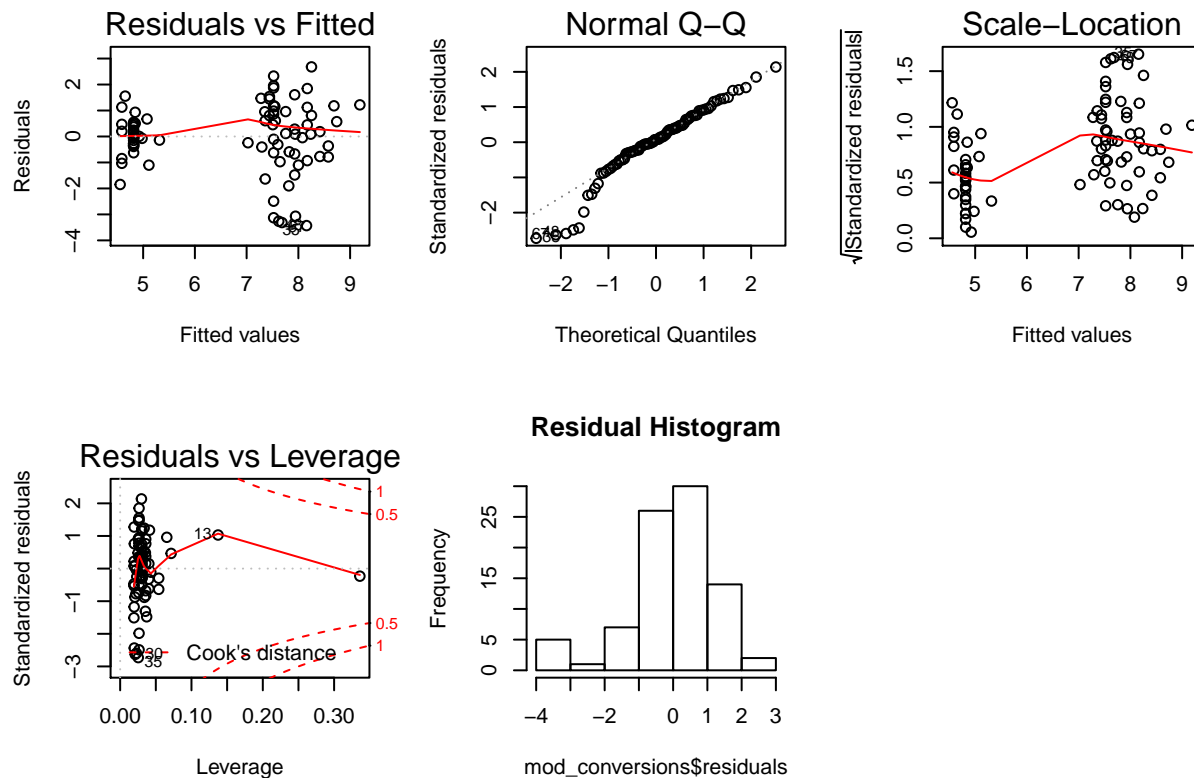 Residuals vs Fitted
Residuals
2
0
−2
−4
5 6 7 8 9
Fitted values
35
Normal Q−Q
Standardized residuals
2
1
0
−2
−2 −1 0 1 2
Theoretical Quantiles
Scale−Location
√|Standardized residuals|
1.5
1.0
0.5
0.0
5 6 7 8 9
Fitted values
Residuals vs Leverage
Standardized residuals
2
1
−1
−3
0.00 0.10 0.20 0.30
Leverage
1
0.5
0.5
1
13
30
35
Cook's distance
Residual Histogram
Frequency
25
15
5
0
−4 −2 0 1 2 3
mod_conversions$residuals